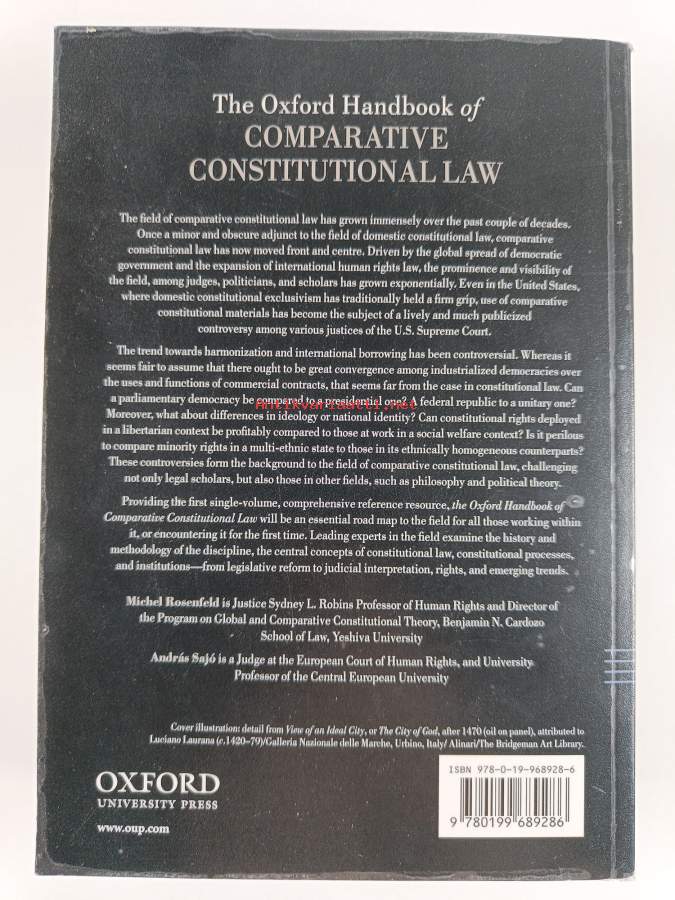 The Oxford Handbook of
COMPARATIVE
CONSTITUTIONAL LAW
The field of comparative constitutional law has grown immensely over the past couple of decades.
Once a minor and obscure adjunct to the field of domestic constitutional law, comparative
constitutional law has now moved front and centre. Driven by the global spread of democratic
government and the expansion of international human rights law, the prominence and visibility of
the field, among judges, politicians, and scholars has grown exponentially. Even in the United States,
where domestic constitutional exclusivism has traditionally held a firm grip, use of comparative
constitutional materials has become the subject of a lively and much publicized
controversy among various justices of the U.S. Supreme Court.
The trend towards harmonization and international borrowing has been controversial. Whereas it
seems fair to assume that there ought to be great convergence among industrialized democracies over
the uses and functions of commercial contracts, that seems far from the case in constitutional law. Can
a parliamentary democracy be compared to a presidential one? A federal republic to a unitary one?
Antikvariaatti.net
Moreover, what about differences in ideology or national identity? Can constitutional rights deployed
in a libertarian context be profitably compared to those at work in a social welfare context? Is it perilous
to compare minority rights in a multi-ethnic state to those in its ethnically homogeneous counterparts?
These controversies form the background to the field of comparative constitutional law, challenging
not only legal scholars, but also those in other fields, such as philosophy and political theory.
Providing the first single-volume, comprehensive reference resource, the Oxford Handbook of
Comparative Constitutional Law will be an essential road map to the field for all those working within
it, or encountering it for the first time. Leading experts in the field examine the history and
methodology of the discipline, the central concepts of constitutional law, constitutional processes,
and institutions—from legislative reform to judicial interpretation, rights, and emerging trends.
Michel Rosenfeld is Justice Sydney L. Robins Professor of Human Rights and Director of
the Program on Global and Comparative Constitutional Theory, Benjamin N. Cardozo
School of Law, Yeshiva University
András Sajó is a Judge at the European Court of Human Rights, and University
Professor of the Central European University
Cover illustration: detail from View of an Ideal City, or The City of God, after 1470 (oil on panel), attributed to
Luciano Laurana (c.1420–79)/Galleria Nazionale delle Marche, Urbino, Italy/ Alinari/The Bridgeman Art Library.
OXFORD
UNIVERSITY PRESS
www.oup.com
ISBN 978-0-19-968928-6
9 780199 689286